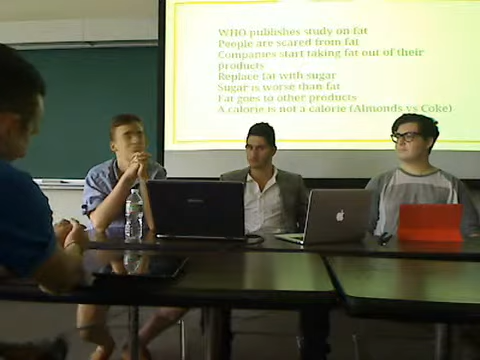 WHO publishes study on fat
People are scared from fat
Companies start taking fat out of their
products
Replace fat with sugar
Sugar is worse than fat
Fat goes to other products
A calorie is not a calorie (Almonds vs Coke)